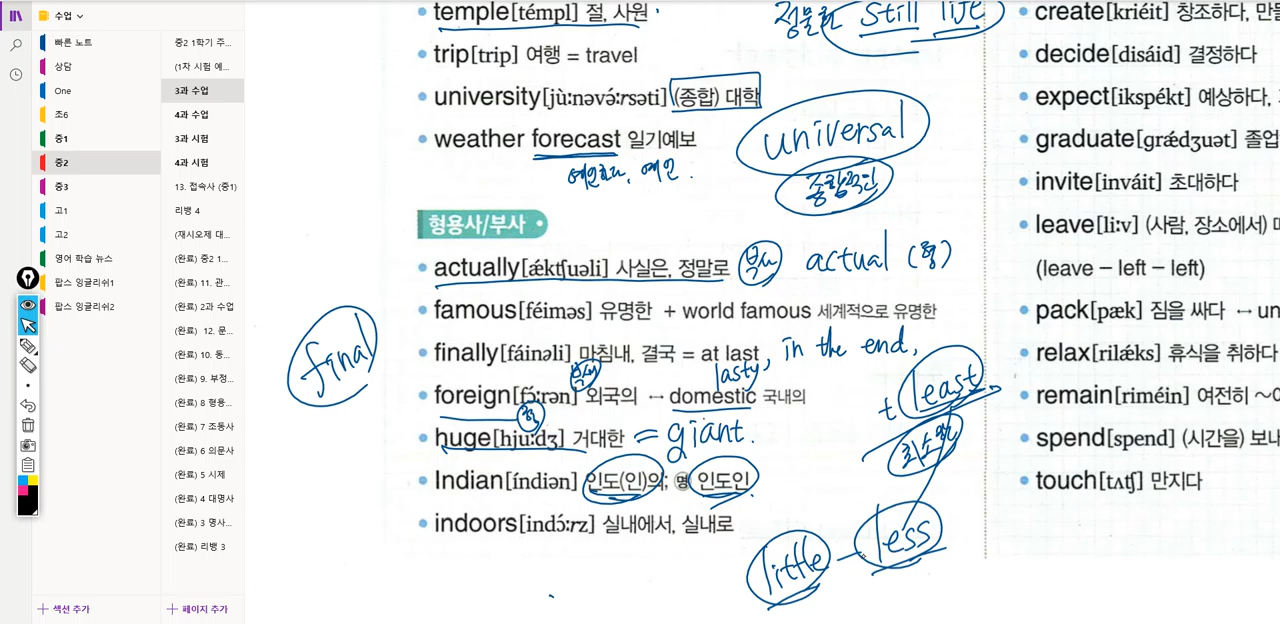 수업
빠른 노트
상담
One
초6
중1
중2
중3
고1
고2
영어 학습 뉴스
팝스 잉글리쉬1
팝스 잉글리쉬2
+ 섹션 추가
중2 1학기 주...
(1차 시험 예...
3과 수업
4과 수업
3과 시험
4과 시험
13. 접속사 (중1)
리뱅 4
(재시오제 대...
(완료) 중2 1...
(완료) 11. 관...
(완료) 2과 수업
(완료) 12. 문...
(완료) 10. 동...
(완료) 9. 부정...
(완료) 8 형용...
(완료) 7 조동사
(완료) 6 의문사
(완료) 5 시제
(완료) 4 대명사
(완료) 3 명사...
(완료) 리뱅 3
+ 페이지 추가
temple[témpl] 절, 사원
정물화 still life
trip[trip] 여행 = travel
university[jùːnəvə́ːrsəti] (종합) 대학
universal
weather forecast 일기예보
예언하다, 예언.
종합적인
형용사/부사
actually[ǽktʃuəli] 사실은, 정말로 부사 actual (형)
famous[féiməs] 유명한 + world famous 세계적으로 유명한
final
finally[fáinəli] 마침내, 결국 = at last, in the end,
부사
lasty
least
foreign[fɔ́ːrən] 외국의 ↔ domestic 국내의
형
huge[hjuːdʒ] 거대한 = giant.
Indian[índiən] 인도(인)의; 명 인도인
indoors[indɔ́ːrz] 실내에서, 실내로
little – less
create[kriéit] 창조하다, 만들
decide[disáid] 결정하다
expect[ikspékt] 예상하다,
graduate[grǽdʒuət] 졸업
invite[inváit] 초대하다
leave[liːv] (사람, 장소에서) 떠
(leave – left – left)
pack[pæk] 짐을 싸다 ↔ un
relax[rilǽks] 휴식을 취하다
remain[riméin] 여전히 ~이
spend[spend] (시간을) 보내
touch[tʌtʃ] 만지다